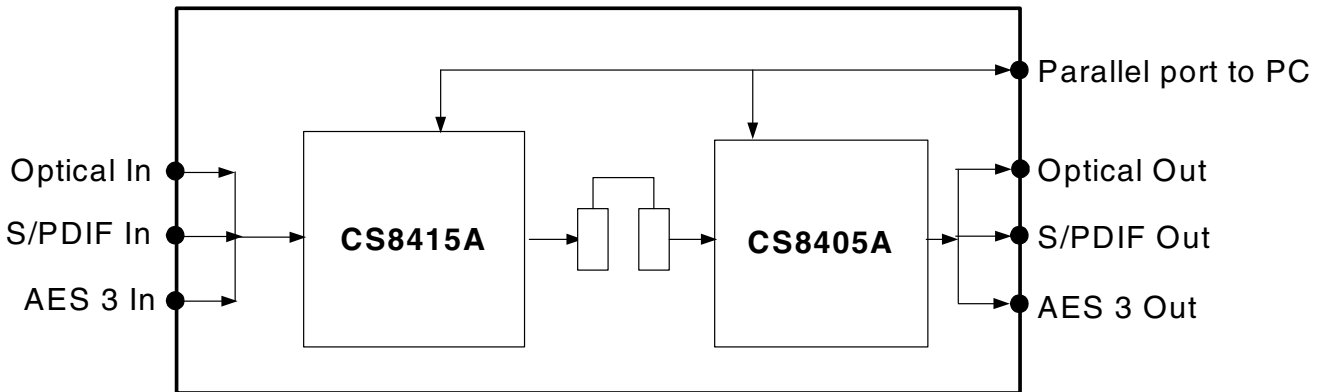 Parallel port to PC
Optical In
S/PDIF In
AES 3 In
CS8415A
CS8405A
Optical Out
S/PDIF Out
AES 3 Out